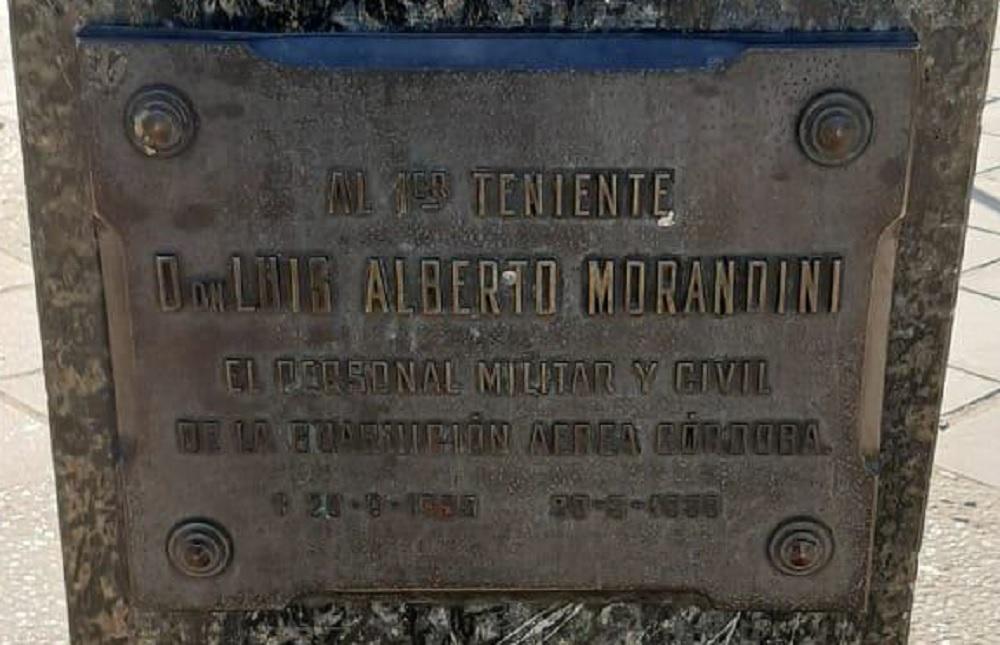 AL 1ER TENIENTE
DON LUIS ALBERTO MORANDINI
EL PERSONAL MILITAR Y CIVIL
DE LA GUARNICIÓN AEREA CÓRDOBA.